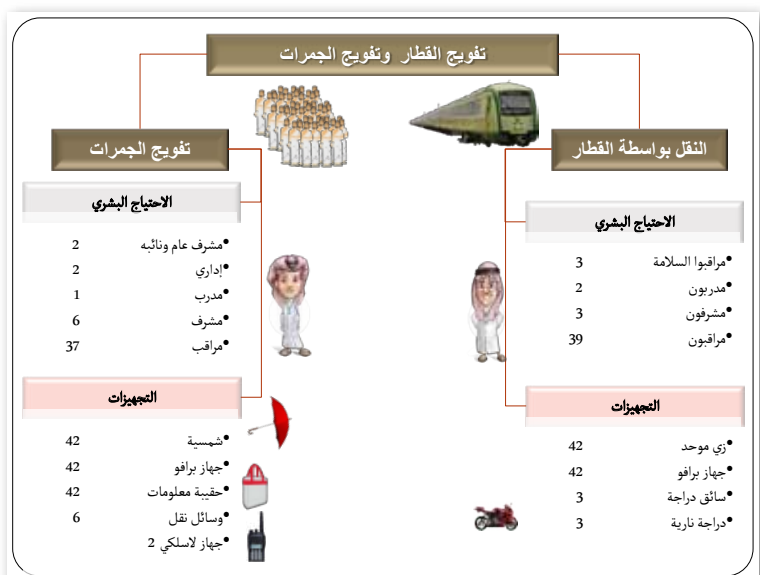 تفويج القطار وتفويج الجمرات
النقل بواسطة القطار
الاحتياج البشري
•مراقبوا السلامة 3
•مدربون 2
•مشرفون 3
•مراقبون 39
التجهيزات
•زي موحد 42
•جهاز برافو 42
•سائق دراجة 3
•دراجة نارية 3
تفويج الجمرات
الاحتياج البشري
•مشرف عام ونائبه 2
•إداري 2
•مدرب 1
•مشرف 6
•مراقب 37
التجهيزات
•شمسية 42
•جهاز برافو 42
•حقيبة معلومات 42
•وسائل نقل 6
•جهاز لاسلكي 2